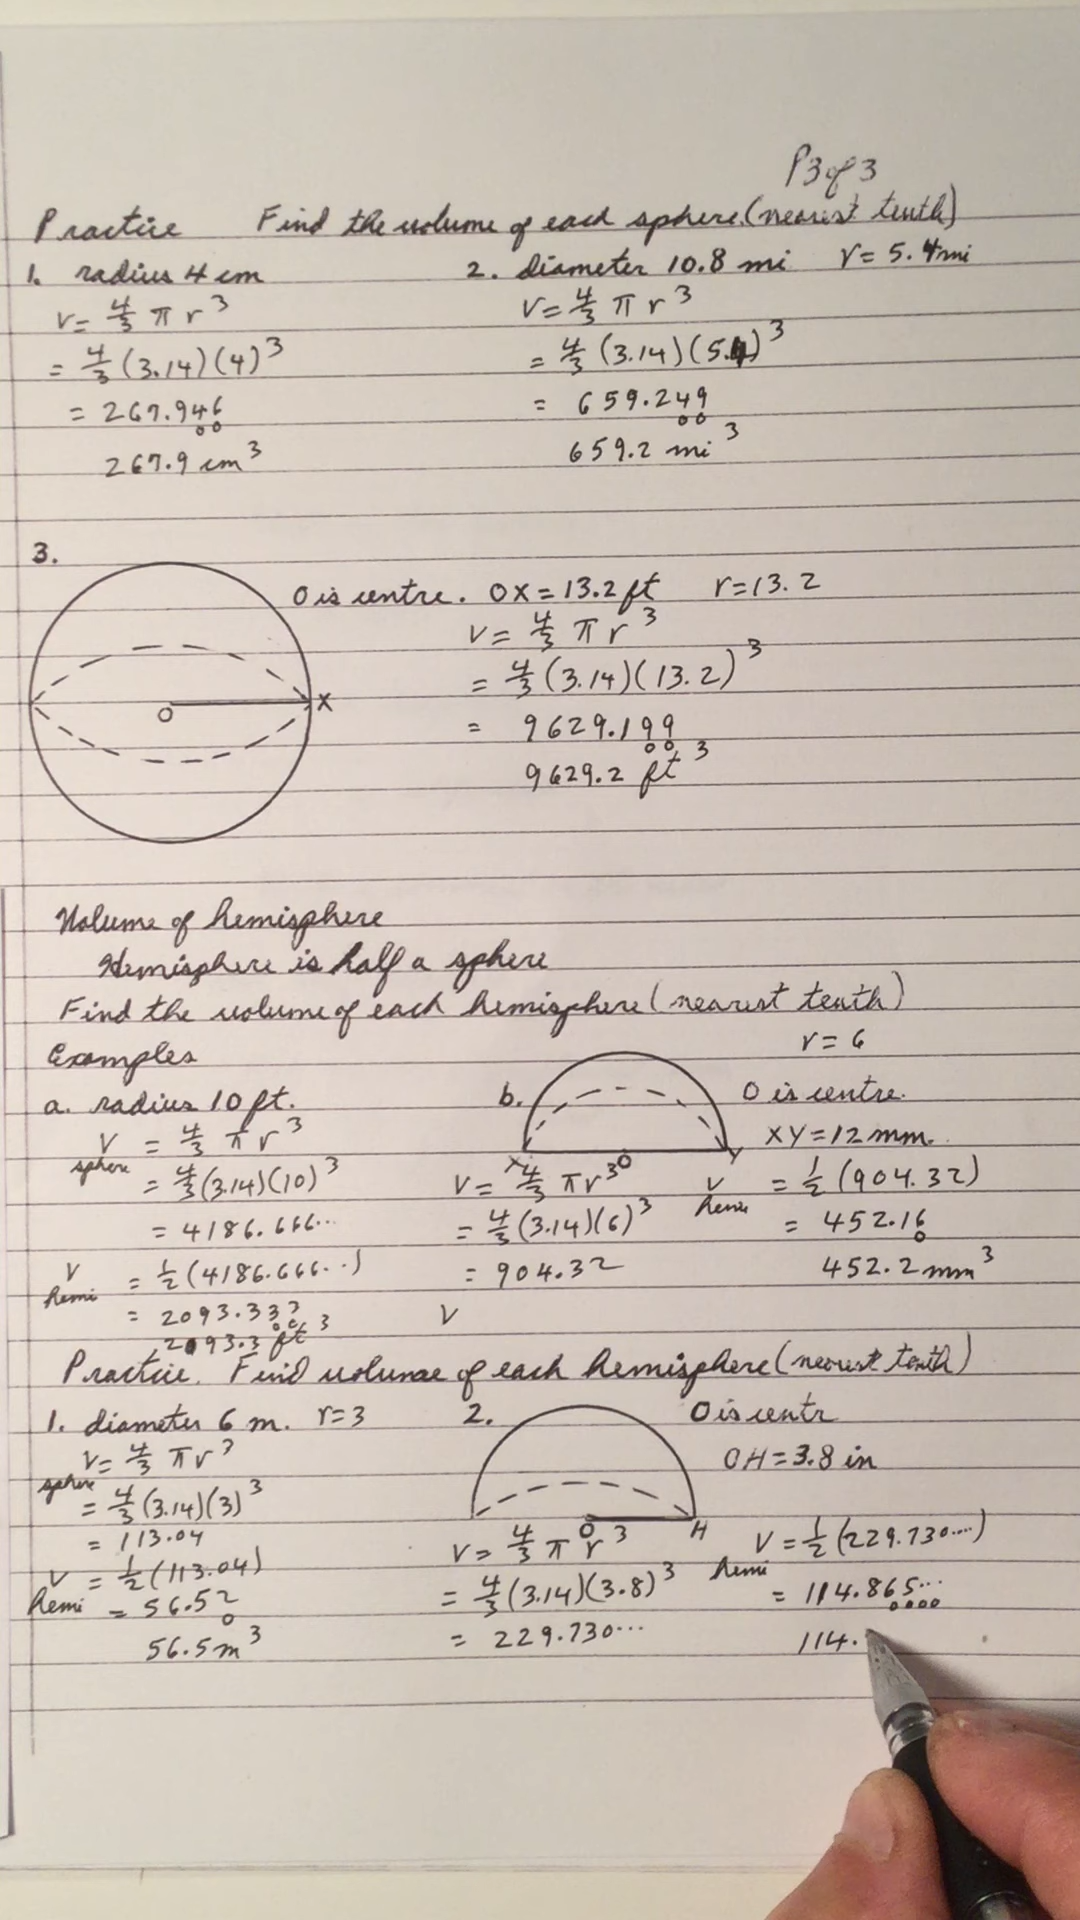 P3 of 3
Practice Find the volume of each sphere. (nearest tenth)
1. radius 4 cm
V = 4/3 π r³
= 4/3 (3.14)(4)³
= 267.946
267.9 cm³
2. diameter 10.8 mi r = 5.4mi
V = 4/3 π r³
= 4/3 (3.14)(5.4)³
= 659.249
659.2 mi³
3.
O is centre. OX = 13.2 ft r = 13.2
V = 4/3 π r³
= 4/3 (3.14)(13.2)³
= 9629.199
9629.2 ft³
O
X
Volume of hemisphere
Hemisphere is half a sphere
Find the volume of each hemisphere (nearest tenth)
Examples
a. radius 10 ft.
V sphere = 4/3 π r³
= 4/3 (3.14)(10)³
= 4186.666...
V hemi = 1/2 (4186.666...)
= 2093.333
2093.3 ft³
b.
r = 6
O is centre.
XY = 12 mm.
X O Y
V = 4/3 πr³
= 4/3 (3.14)(6)³
= 904.32
V
V hemi = 1/2 (904.32)
= 452.16
452.2 mm³
Practice. Find volume of each hemisphere (nearest tenth)
1. diameter 6 m. r = 3
V sphere = 4/3 πr³
= 4/3 (3.14)(3)³
= 113.04
V hemi = 1/2 (113.04)
= 56.52
56.5 m³
2.
O is centr
OH = 3.8 in
O H
V = 4/3 π r³
= 4/3 (3.14)(3.8)³
= 229.730...
V hemi = 1/2 (229.730....)
= 114.865...
114.